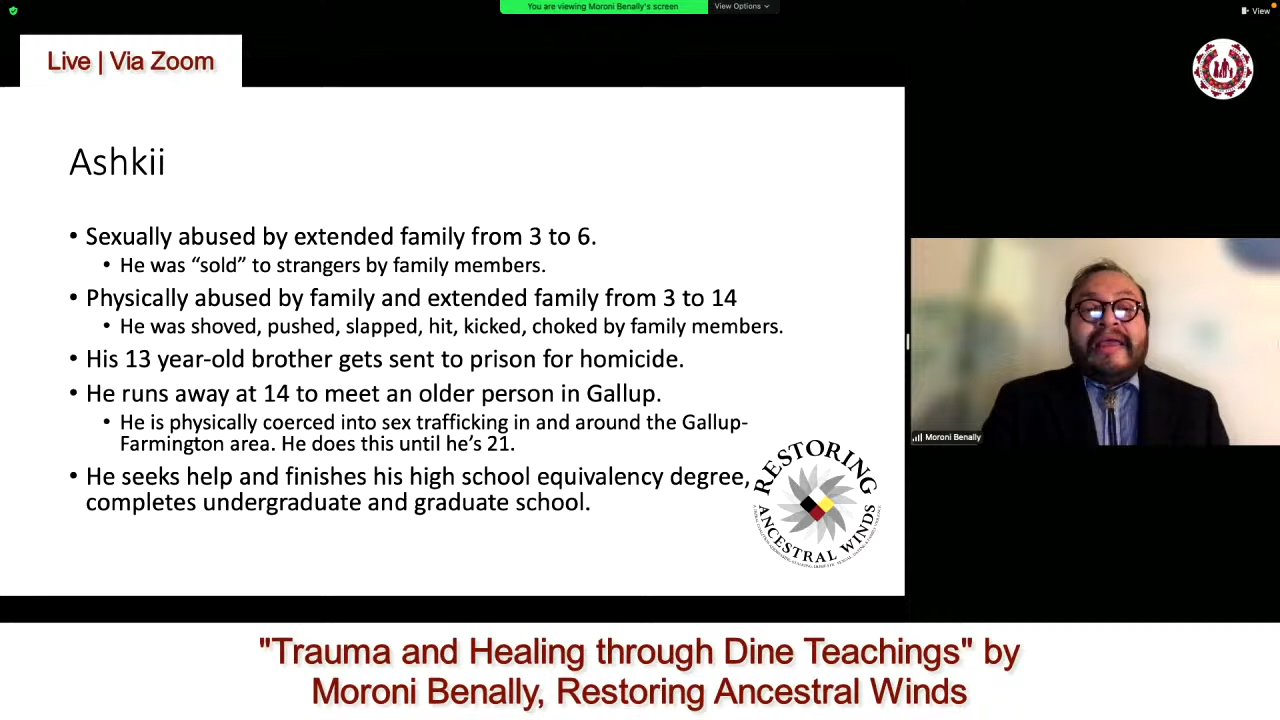 You are viewing Moroni Benally's screen
View Options
View
Live | Via Zoom
Ashkii
• Sexually abused by extended family from 3 to 6.
• He was “sold” to strangers by family members.
• Physically abused by family and extended family from 3 to 14
• He was shoved, pushed, slapped, hit, kicked, choked by family members.
• His 13 year-old brother gets sent to prison for homicide.
• He runs away at 14 to meet an older person in Gallup.
• He is physically coerced into sex trafficking in and around the Gallup-
Farmington area. He does this until he’s 21.
• He seeks help and finishes his high school equivalency degree,
completes undergraduate and graduate school.
RESTORING
ANCESTRAL WINDS
Moroni Benally
"Trauma and Healing through Dine Teachings" by
Moroni Benally, Restoring Ancestral Winds